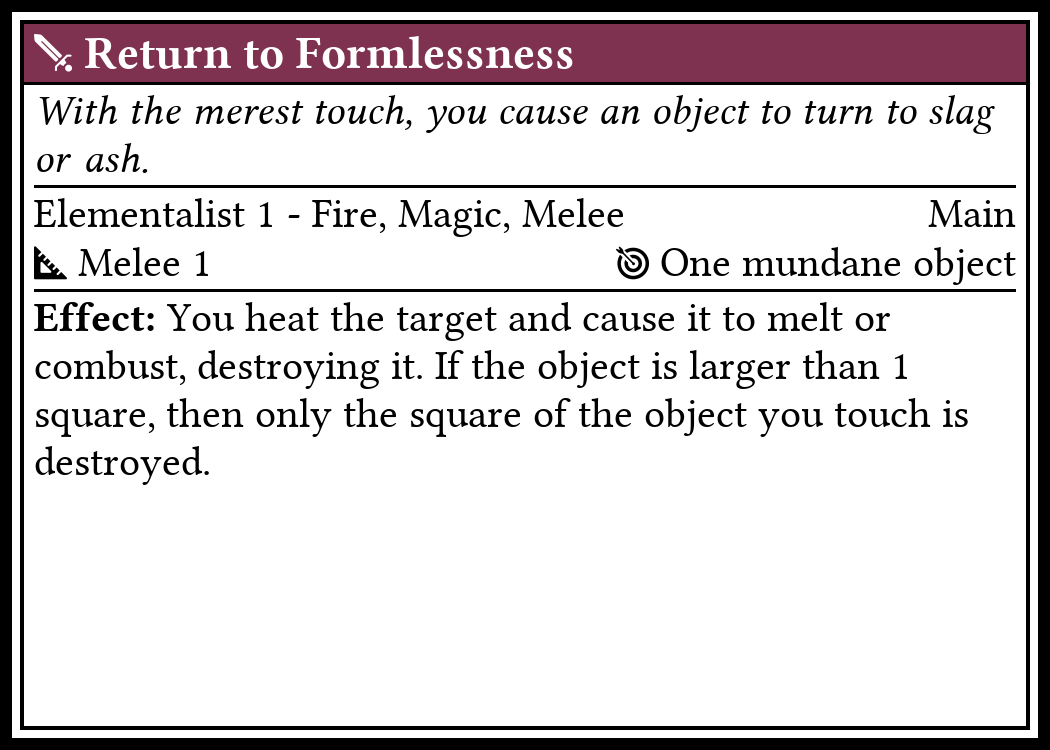 Return to Formlessness
With the merest touch, you cause an object to turn to slag
or ash.
Elementalist 1 - Fire, Magic, Melee Main
Melee 1 One mundane object
Effect: You heat the target and cause it to melt or
combust, destroying it. If the object is larger than 1
square, then only the square of the object you touch is
destroyed.